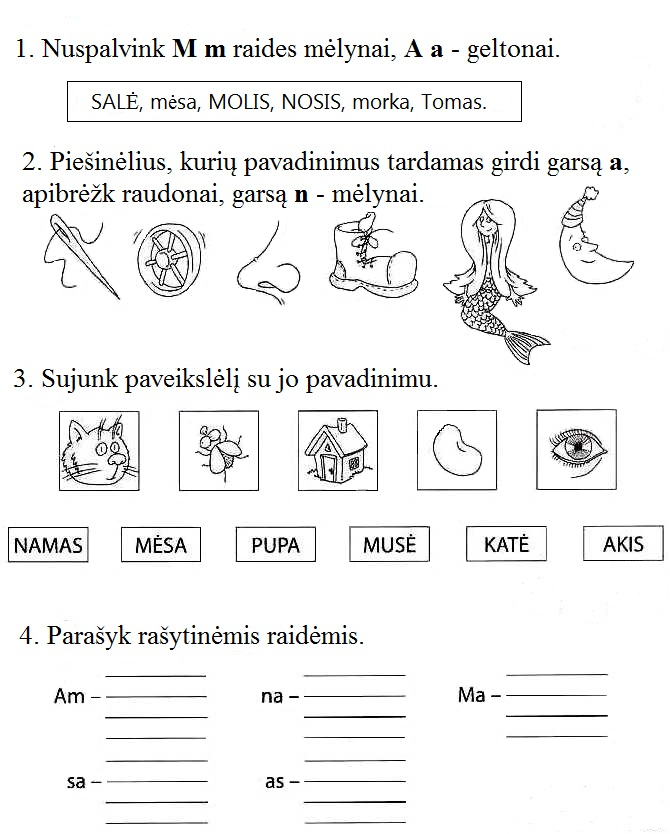 1. Nuspalvink M m raides mėlynai, A a - geltonai.
SALĖ, mėsa, MOLIS, NOSIS, morka, Tomas.
2. Piešinėlius, kurių pavadinimus tardamas girdi garsą a,
apibrėžk raudonai, garsą n - mėlynai.
3. Sujunk paveikslėlį su jo pavadinimu.
NAMAS MĖSA PUPA MUSĖ KATĖ AKIS
4. Parašyk rašytinėmis raidėmis.
Am – na – Ma –
sa – as –